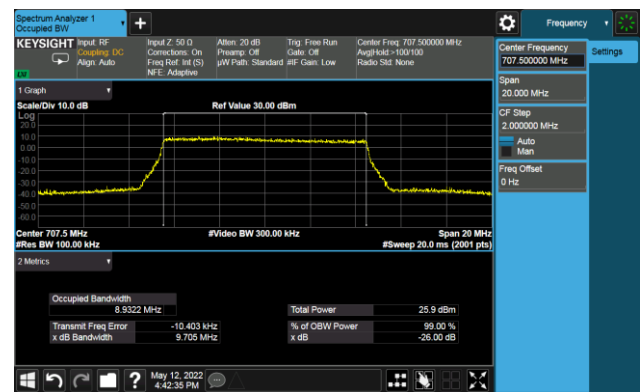 Spectrum Analyzer 1
Occupied BW
Frequency
KEYSIGHT
Input: RF
Coupling: DC
Align: Auto
Input Z: 50 Ω
Corrections: On
Freq Ref: Int (S)
NFE: Adaptive
Atten: 20 dB
Preamp: Off
µW Path: Standard
Trig: Free Run
Gate: Off
#IF Gain: Low
Center Freq: 707.500000 MHz
Avg|Hold:>100/100
Radio Std: None
Center Frequency
707.500000 MHz
Settings
Span
20.000 MHz
CF Step
2.000000 MHz
Auto
Man
Freq Offset
0 Hz
1 Graph
Scale/Div 10.0 dB
Ref Value 30.00 dBm
Log
20.0
10.0
0.00
-10.0
-20.0
-30.0
-40.0
-50.0
-60.0
Center 707.5 MHz
#Video BW 300.00 kHz
Span 20 MHz
#Res BW 100.00 kHz
#Sweep 20.0 ms (2001 pts)
2 Metrics
Occupied Bandwidth
8.9322 MHz
Total Power
25.9 dBm
Transmit Freq Error
-10.403 kHz
% of OBW Power
99.00 %
x dB Bandwidth
9.705 MHz
x dB
-26.00 dB
May 12, 2022
4:42:35 PM